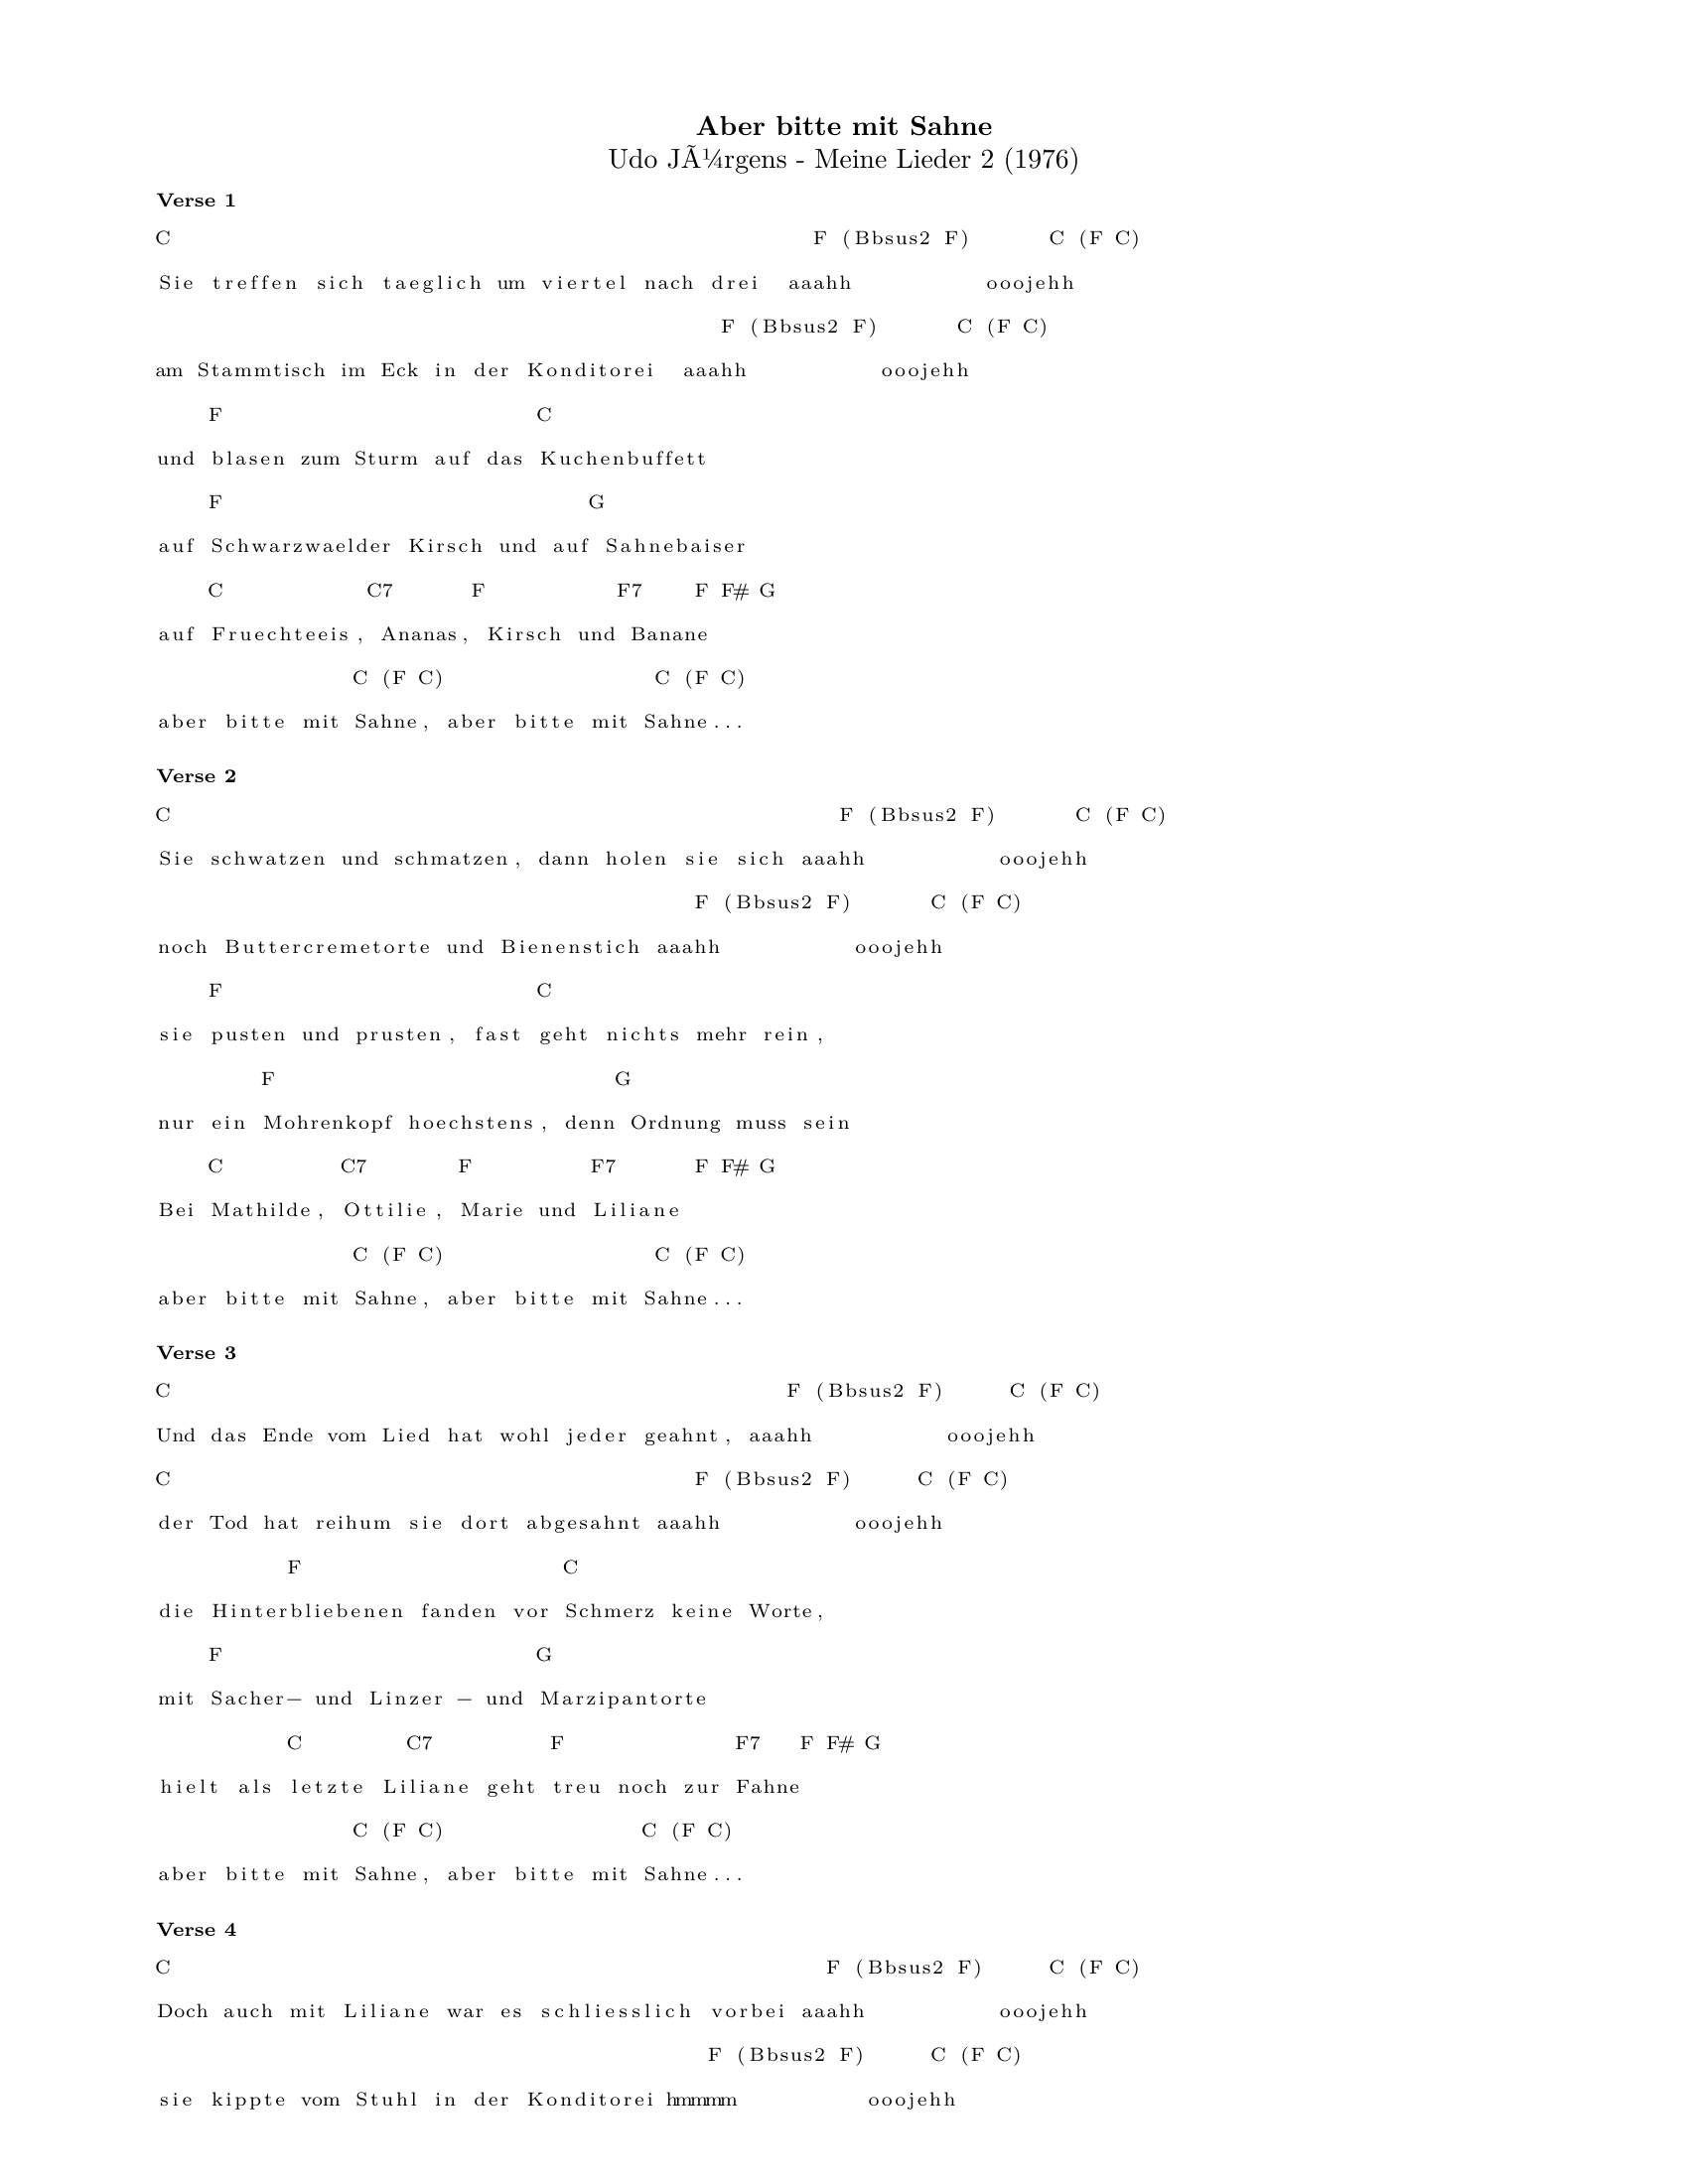 Aber bitte mit Sahne
Udo JÃ¼rgens - Meine Lieder 2 (1976)
Verse 1
C F (Bbsus2 F) C (F C)
Sie treffen sich taeglich um viertel nach drei aaahh ooojehh
F (Bbsus2 F) C (F C)
am Stammtisch im Eck in der Konditorei aaahh ooojehh
F C
und blasen zum Sturm auf das Kuchenbuffett
F G
auf Schwarzwaelder Kirsch und auf Sahnebaiser
C C7 F F7 F F# G
auf Fruechteeis, Ananas, Kirsch und Banane
C (F C) C (F C)
aber bitte mit Sahne, aber bitte mit Sahne...
Verse 2
C F (Bbsus2 F) C (F C)
Sie schwatzen und schmatzen, dann holen sie sich aaahh ooojehh
F (Bbsus2 F) C (F C)
noch Buttercremetorte und Bienenstich aaahh ooojehh
F C
sie pusten und prusten, fast geht nichts mehr rein,
F G
nur ein Mohrenkopf hoechstens, denn Ordnung muss sein
C C7 F F7 F F# G
Bei Mathilde, Ottilie, Marie und Liliane
C (F C) C (F C)
aber bitte mit Sahne, aber bitte mit Sahne...
Verse 3
C F (Bbsus2 F) C (F C)
Und das Ende vom Lied hat wohl jeder geahnt, aaahh ooojehh
C F (Bbsus2 F) C (F C)
der Tod hat reihum sie dort abgesahnt aaahh ooojehh
F C
die Hinterbliebenen fanden vor Schmerz keine Worte,
F G
mit Sacher- und Linzer- und Marzipantorte
C C7 F F7 F F# G
hielt als letzte Liliane geht treu noch zur Fahne
C (F C) C (F C)
aber bitte mit Sahne, aber bitte mit Sahne...
Verse 4
C F (Bbsus2 F) C (F C)
Doch auch mit Liliane war es schliesslich vorbei aaahh ooojehh
F (Bbsus2 F) C (F C)
sie kippte vom Stuhl in der Konditorei hmmmm ooojehh